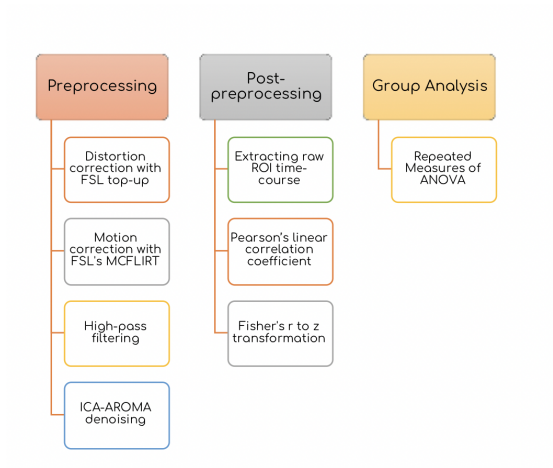 Preprocessing
Distortion
correction with
FSL top-up
Motion
correction with
FSL's MCFLIRT
High-pass
filtering
ICA-AROMA
denoising
Post-
preprocessing
Extracting raw
ROI time-
course
Pearson's linear
correlation
coefficient
Fisher's r to z
transformation
Group Analysis
Repeated
Measures of
ANOVA